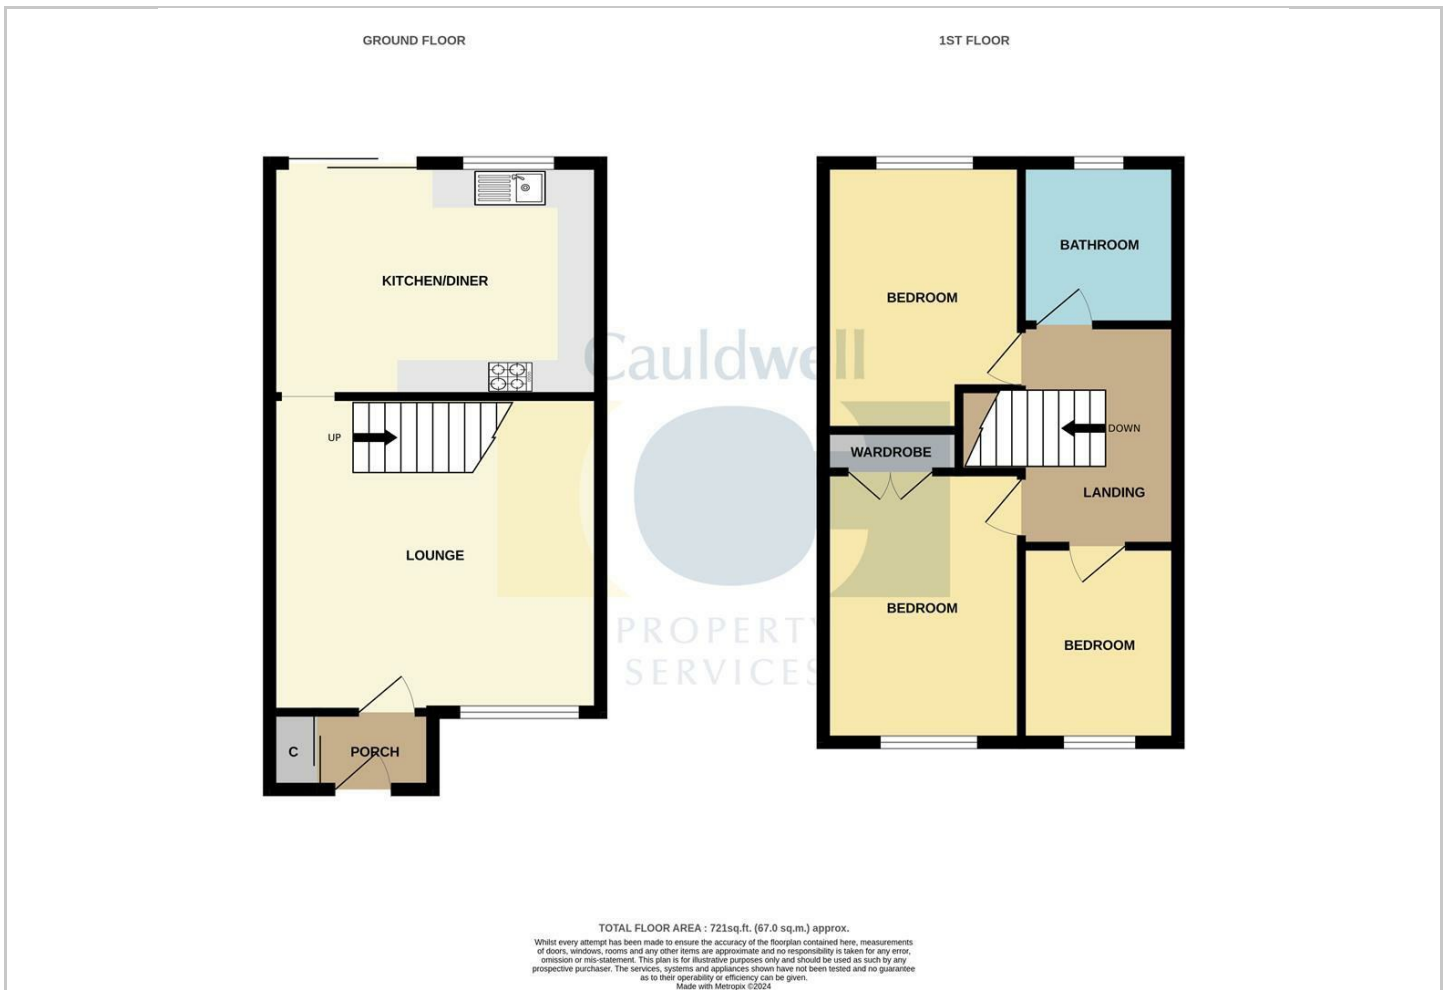 GROUND FLOOR
1ST FLOOR
KITCHEN/DINER
UP
LOUNGE
C
PORCH
BEDROOM
BATHROOM
WARDROBE
DOWN
LANDING
BEDROOM
BEDROOM
Cauldwell
PROPERTY
SERVICES
TOTAL FLOOR AREA : 721sq.ft. (67.0 sq.m.) approx.
Whilst every attempt has been made to ensure the accuracy of the floorplan contained here, measurements
of doors, windows, rooms and any other items are approximate and no responsibility is taken for any error,
omission or mis-statement. This plan is for illustrative purposes only and should be used as such by any
prospective purchaser. The services, systems and appliances shown have not been tested and no guarantee
as to their operability or efficiency can be given.
Made with Metropix ©2024